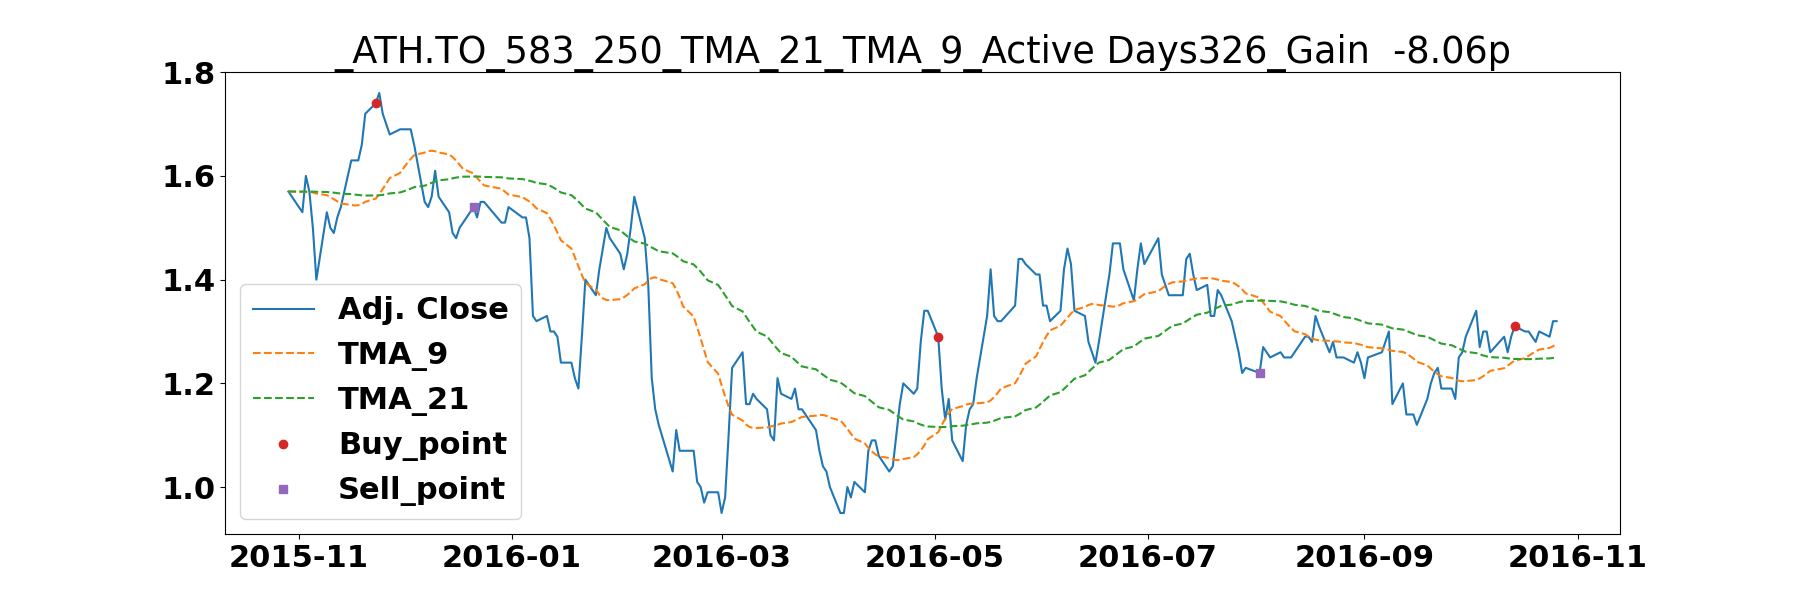 _ATH.TO_583_250_TMA_21_TMA_9_Active Days326_Gain  -8.06p
1.8
1.6
1.4
1.2
1.0
Adj. Close
TMA_9
TMA_21
Buy_point
Sell_point
2015-11 2016-01 2016-03 2016-05 2016-07 2016-09 2016-11